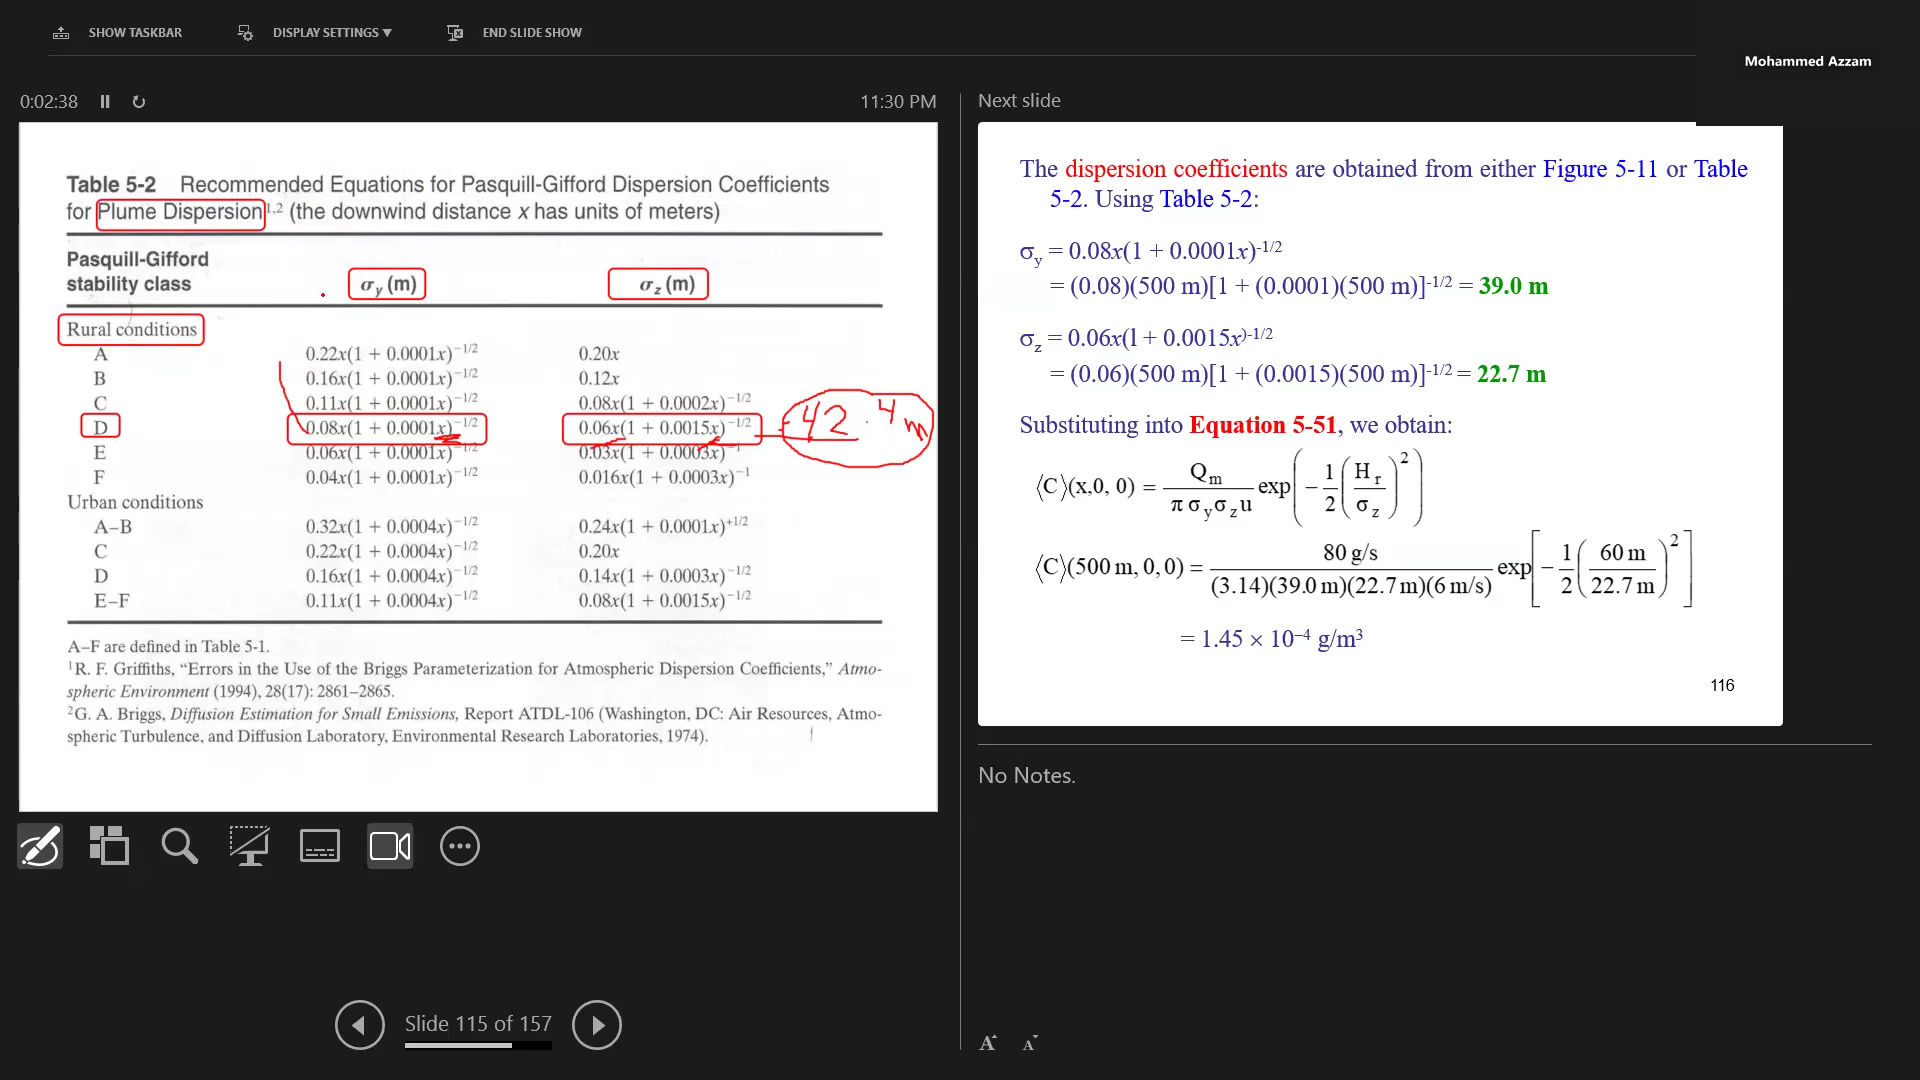 SHOW TASKBAR
DISPLAY SETTINGS ▼
END SLIDE SHOW
Mohammed Azzam
0:02:38
11:30 PM
Next slide
Table 5-2 Recommended Equations for Pasquill-Gifford Dispersion Coefficients
for Plume Dispersion1,2 (the downwind distance x has units of meters)
Pasquill-Gifford
stability class σy (m) σz (m)
Rural conditions
A 0.22x(1 + 0.0001x)−1/2 0.20x
B 0.16x(1 + 0.0001x)−1/2 0.12x
C 0.11x(1 + 0.0001x)−1/2 0.08x(1 + 0.0002x)−1/2
D 0.08x(1 + 0.0001x)−1/2 0.06x(1 + 0.0015x)−1/2 42.4 m
E 0.06x(1 + 0.0001x)−1/2 0.03x(1 + 0.0003x)−1
F 0.04x(1 + 0.0001x)−1/2 0.016x(1 + 0.0003x)−1
Urban conditions
A–B 0.32x(1 + 0.0004x)−1/2 0.24x(1 + 0.0001x)+1/2
C 0.22x(1 + 0.0004x)−1/2 0.20x
D 0.16x(1 + 0.0004x)−1/2 0.14x(1 + 0.0003x)−1/2
E–F 0.11x(1 + 0.0004x)−1/2 0.08x(1 + 0.0015x)−1/2
A–F are defined in Table 5-1.
1R. F. Griffiths, “Errors in the Use of the Briggs Parameterization for Atmospheric Dispersion Coefficients,” Atmo-
spheric Environment (1994), 28(17): 2861–2865.
2G. A. Briggs, Diffusion Estimation for Small Emissions, Report ATDL-106 (Washington, DC: Air Resources, Atmo-
spheric Turbulence, and Diffusion Laboratory, Environmental Research Laboratories, 1974).
The dispersion coefficients are obtained from either Figure 5-11 or Table
5-2. Using Table 5-2:
σy = 0.08x(1 + 0.0001x)-1/2
= (0.08)(500 m)[1 + (0.0001)(500 m)]-1/2 = 39.0 m
σz = 0.06x(l + 0.0015x)-1/2
= (0.06)(500 m)[1 + (0.0015)(500 m)]-1/2 = 22.7 m
Substituting into Equation 5-51, we obtain:
⟨C⟩(x,0, 0) = Qm / (π σy σz u) exp(−1/2 (Hr/σz)2)
⟨C⟩(500 m, 0, 0) = 80 g/s / ((3.14)(39.0 m)(22.7 m)(6 m/s)) exp[−1/2 (60 m/22.7 m)2]
= 1.45 × 10−4 g/m3
116
No Notes.
Slide 115 of 157
A A